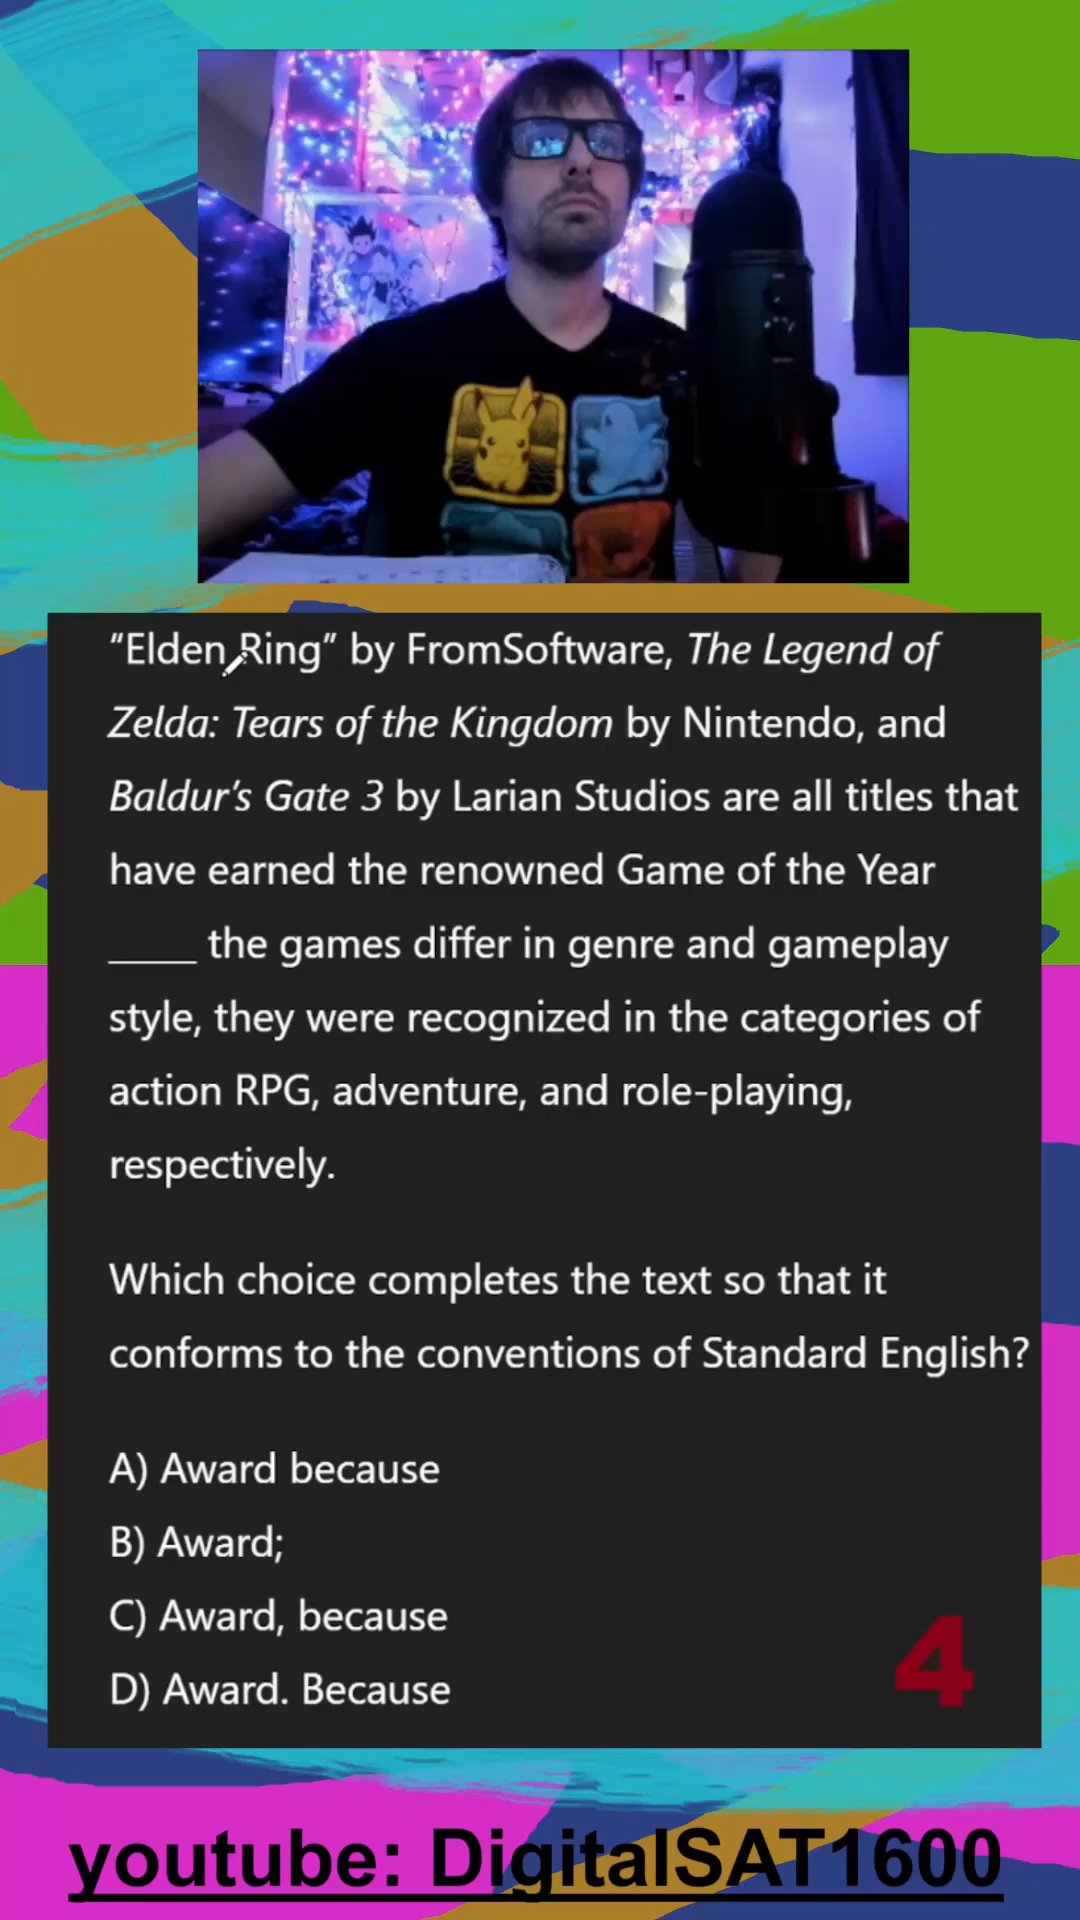 “Elden Ring” by FromSoftware, The Legend of
Zelda: Tears of the Kingdom by Nintendo, and
Baldur’s Gate 3 by Larian Studios are all titles that
have earned the renowned Game of the Year
_____ the games differ in genre and gameplay
style, they were recognized in the categories of
action RPG, adventure, and role-playing,
respectively.
Which choice completes the text so that it
conforms to the conventions of Standard English?
A) Award because
B) Award;
C) Award, because
D) Award. Because
4
youtube: DigitalSAT1600